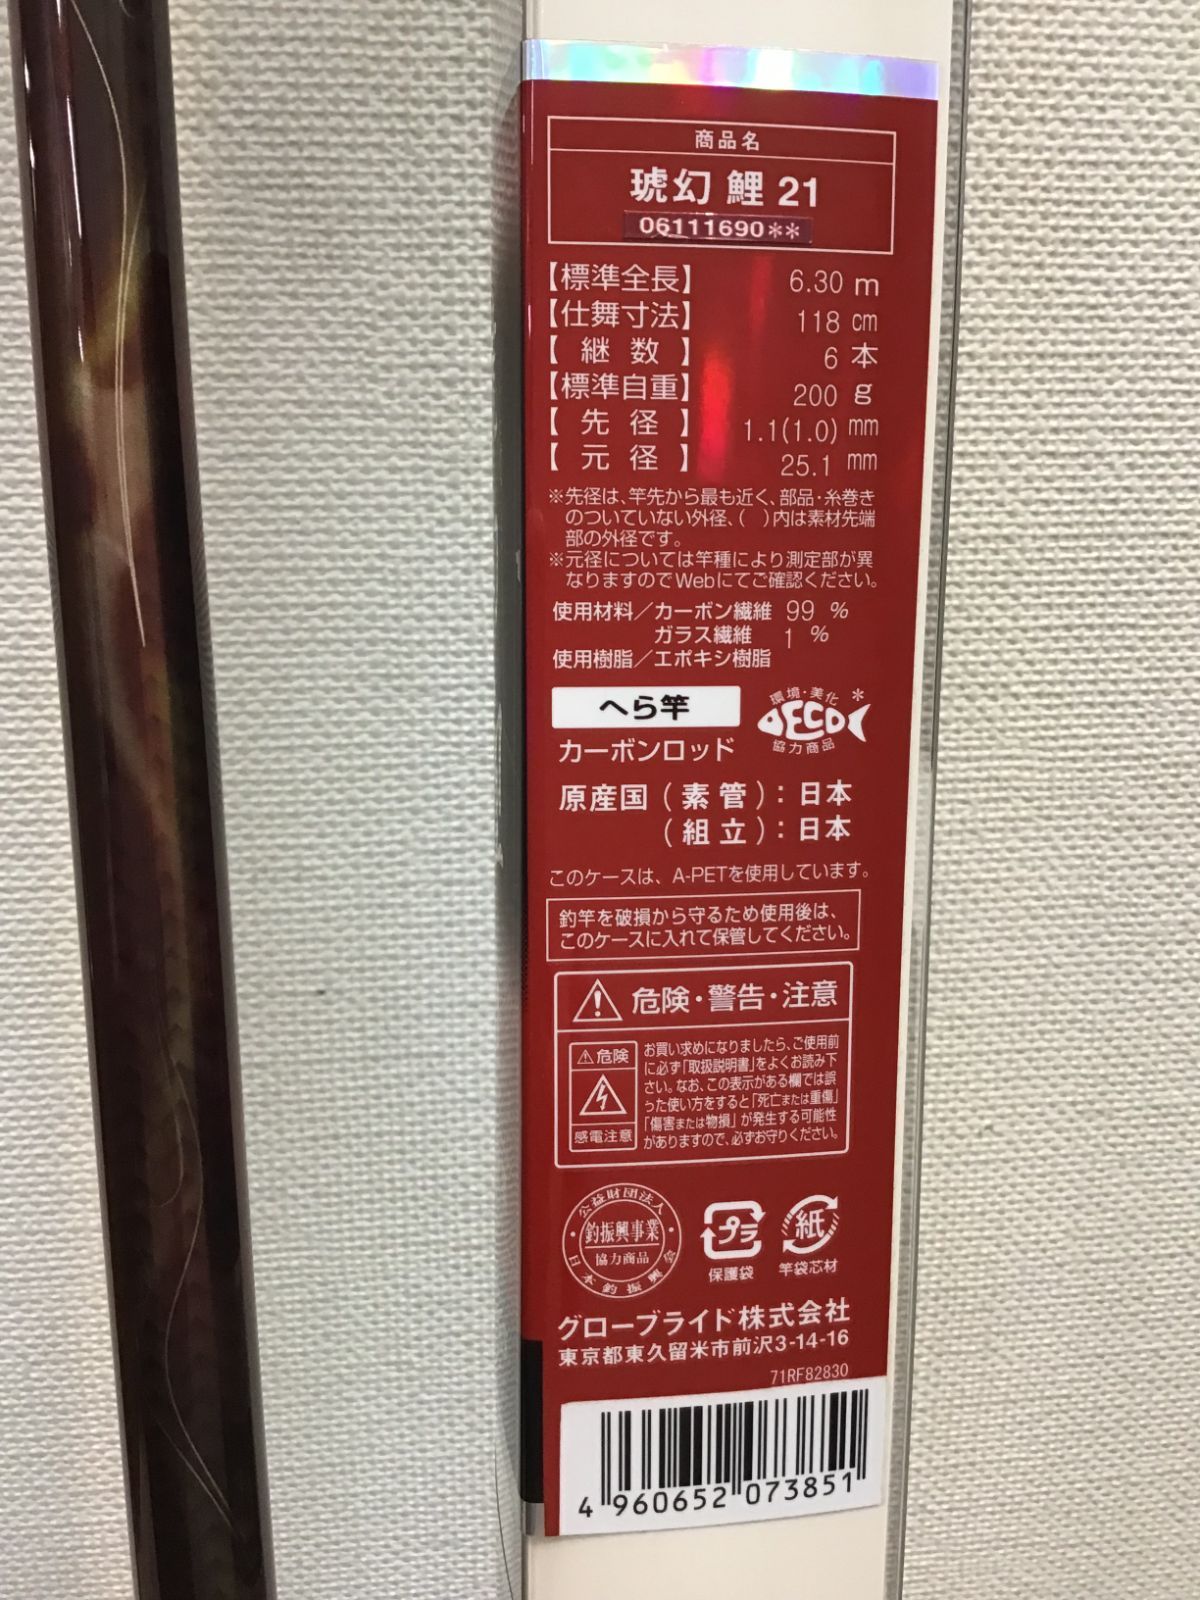 商品名
琥幻 鯉 21
06111690**
【標準全長】 6.30 m
【仕舞寸法】 118 cm
【継数】 6 本
【標準自重】 200 g
【先径】 1.1(1.0) mm
【元径】 25.1 mm
※先径は、竿先から最も近く、部品・糸巻き
のついていない外径、( )内は素材先端
部の外径です。
※元径については竿種により測定部が異
なりますのでWebにてご確認ください。
使用材料／カーボン繊維 99 %
ガラス繊維 1 %
使用樹脂／エポキシ樹脂
へら竿
環境・美化*
ECO
協力商品
カーボンロッド
原産国(素管):日本
(組立):日本
このケースは、A-PETを使用しています。
釣竿を破損から守るため使用後は、
このケースに入れて保管してください。
危険・警告・注意
危険
感電注意
お買い求めになりましたら、ご使用前
に必ず「取扱説明書」をよくお読み下
さい。なお、この表示がある欄では誤
った使い方をすると「死亡または重傷」
「傷害または物損」が発生する可能性
がありますので、必ずお守りください。
公益財団法人
釣振興事業
協力商品
日本釣振興会
プラ
保護袋
紙
竿袋芯材
グローブライド株式会社
東京都東久留米市前沢3-14-16
71RF82830
4 960652 073851